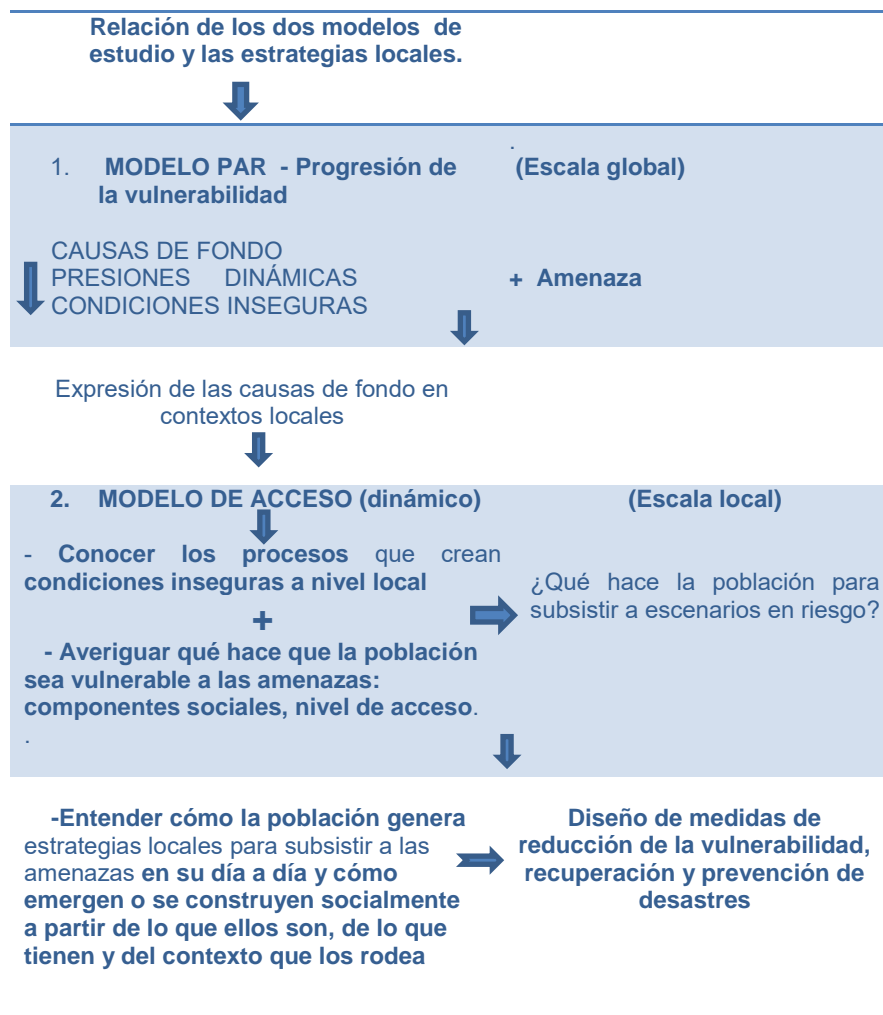 Relación de los dos modelos de
estudio y las estrategias locales.
.
1. MODELO PAR - Progresión de
la vulnerabilidad
(Escala global)
CAUSAS DE FONDO
PRESIONES DINÁMICAS
CONDICIONES INSEGURAS
+ Amenaza
Expresión de las causas de fondo en
contextos locales
2. MODELO DE ACCESO (dinámico)
(Escala local)
- Conocer los procesos que crean
condiciones inseguras a nivel local
+
- Averiguar qué hace que la población
sea vulnerable a las amenazas:
componentes sociales, nivel de acceso.
.
¿Qué hace la población para
subsistir a escenarios en riesgo?
-Entender cómo la población genera
estrategias locales para subsistir a las
amenazas en su día a día y cómo
emergen o se construyen socialmente
a partir de lo que ellos son, de lo que
tienen y del contexto que los rodea
Diseño de medidas de
reducción de la vulnerabilidad,
recuperación y prevención de
desastres